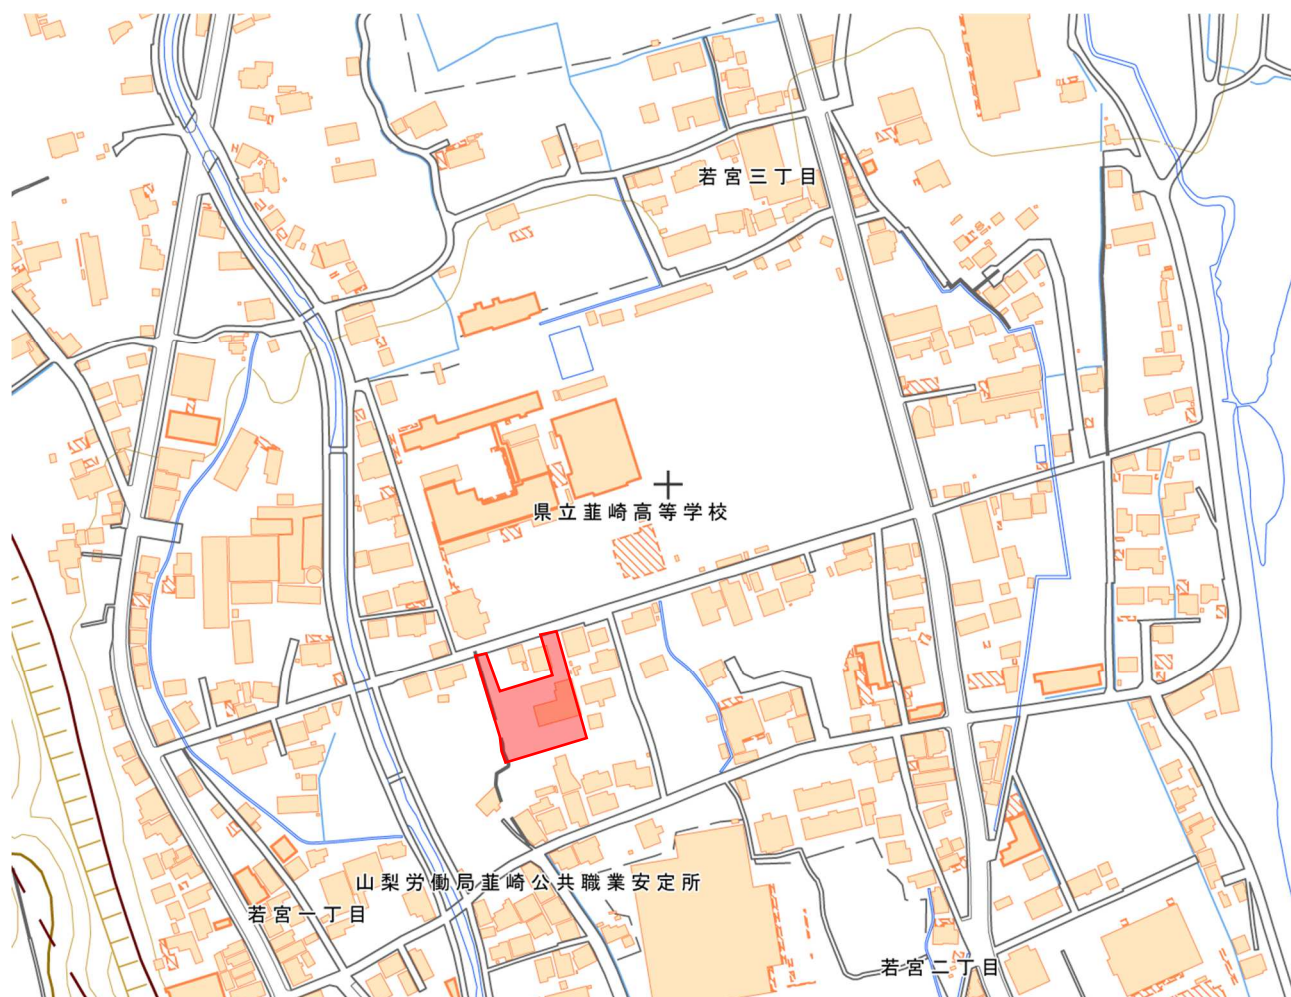 若宮三丁目
県立韮崎高等学校
山梨労働局韮崎公共職業安定所
若宮一丁目
若宮二丁目